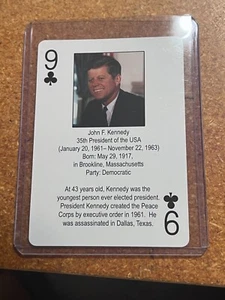 9
John F. Kennedy
35th President of the USA
(January 20, 1961– November 22, 1963)
Born: May 29, 1917,
in Brookline, Massachusetts
Party: Democratic
At 43 years old, Kennedy was the
youngest person ever elected president.
President Kennedy created the Peace
Corps by executive order in 1961. He
was assassinated in Dallas, Texas.
9